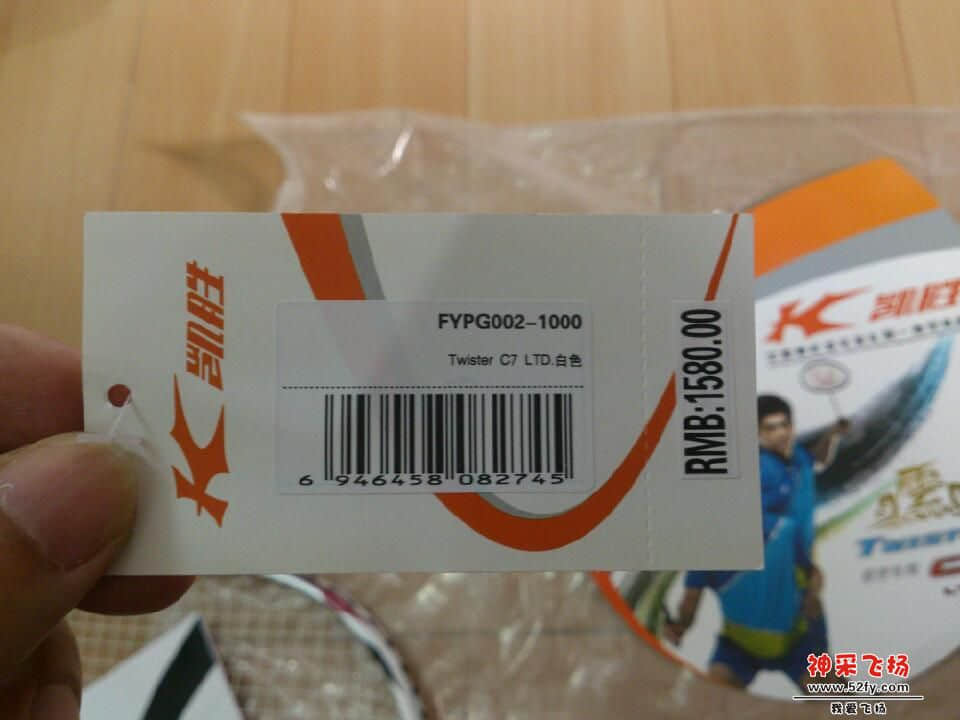 凯胜
FYPG002-1000
Twister C7 LTD.白色
6 946458 082745
RMB:1580.00
凯胜
神采飞扬
www.52fy.com
我爱飞扬